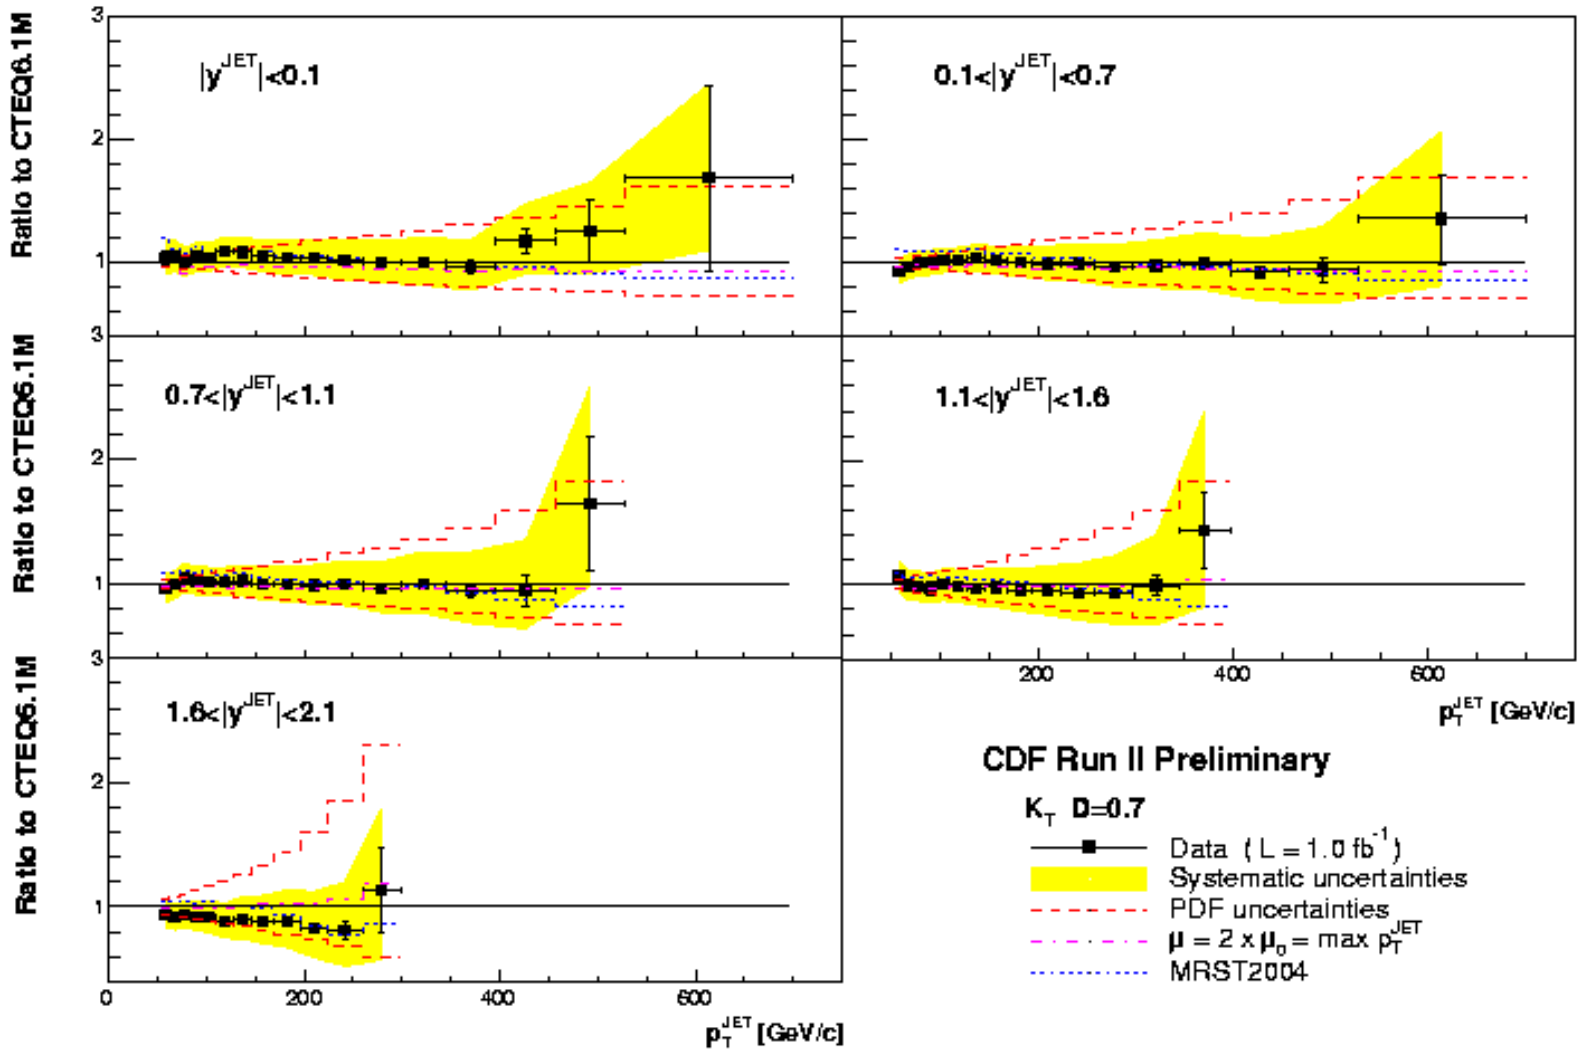 3
2
1
Ratio to CTEQ6.1M
|y^JET|<0.1
0.1<|y^JET|<0.7
3
2
1
Ratio to CTEQ6.1M
0.7<|y^JET|<1.1
1.1<|y^JET|<1.6
200 400 600
p_T^JET [GeV/c]
3
2
1
Ratio to CTEQ6.1M
1.6<|y^JET|<2.1
0 200 400 600
p_T^JET [GeV/c]
CDF Run II Preliminary
K_T D=0.7
Data ( L = 1.0 fb^-1)
Systematic uncertainties
PDF uncertainties
μ = 2 x μ_0 = max p_T^JET
MRST2004